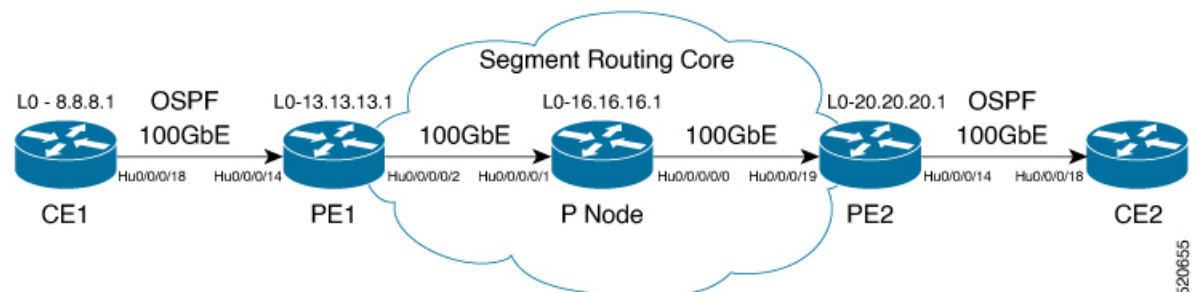 Segment Routing Core
L0 - 8.8.8.1 OSPF L0-13.13.13.1 L0-16.16.16.1 L0-20.20.20.1 OSPF
100GbE 100GbE 100GbE 100GbE
Hu0/0/0/18 Hu0/0/0/14 Hu0/0/0/0/2 Hu0/0/0/0/1 Hu0/0/0/0/0 Hu0/0/0/19 Hu0/0/0/14 Hu0/0/0/18
CE1 PE1 P Node PE2 CE2
520655